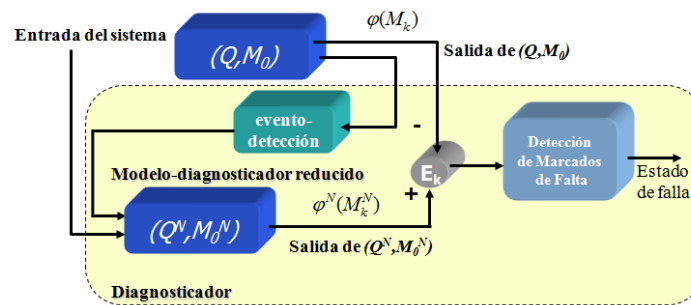 Entrada del sistema
(Q,M₀)
φ(Mₖ)
Salida de (Q,M₀)
evento-
detección
-
Eₖ
+
Detección
de Marcados
de Falta
Estado
de falla
Modelo-diagnosticador reducido
(Qᴺ,M₀ᴺ)
φᴺ(Mₖᴺ)
Salida de (Qᴺ,M₀ᴺ)
Diagnosticador